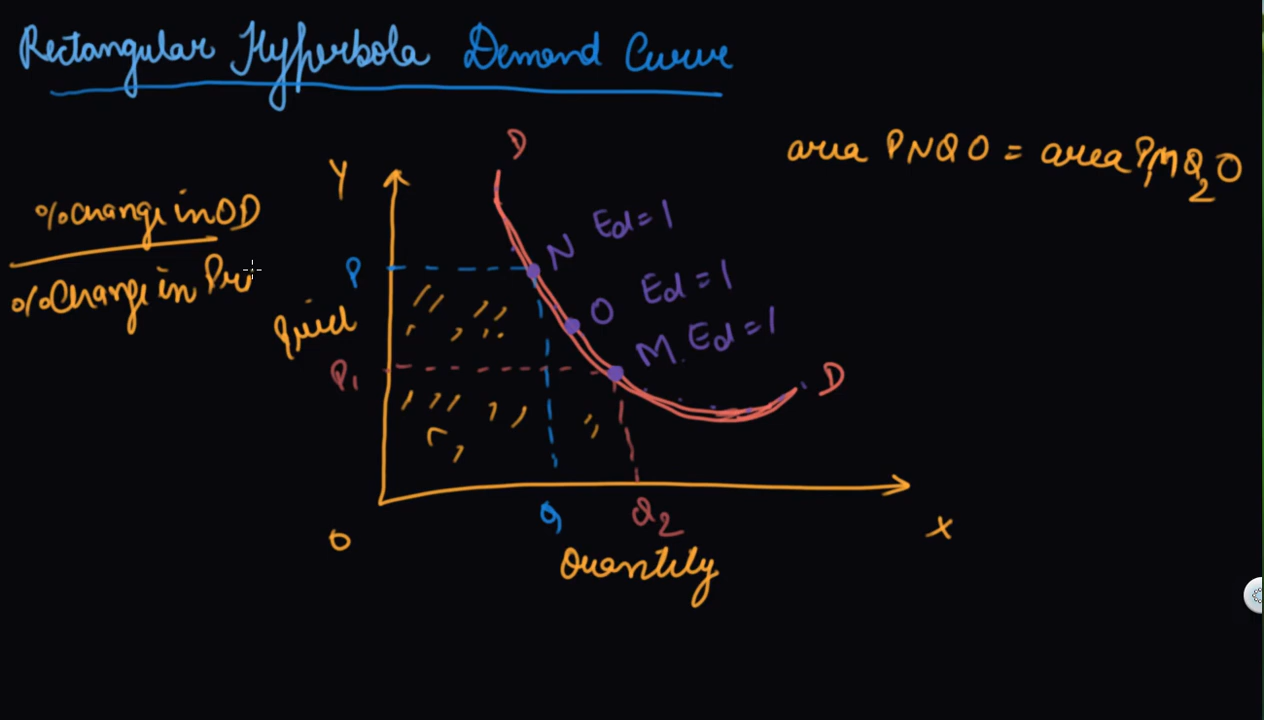 Rectangular Hyperbola Demand Curve
area PNQO = area P₁MQ₂O
D
Y
% Change in QD
% Change in Pri
P
N Ed = 1
O Ed = 1
M. Ed = 1
P₁
D
Q
Q₂
O
X
Quantity